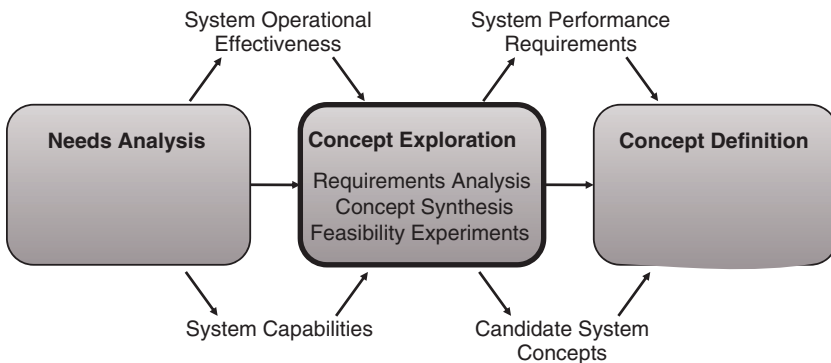 System Operational
Effectiveness
System Performance
Requirements
Needs Analysis
Concept Exploration
Requirements Analysis
Concept Synthesis
Feasibility Experiments
Concept Definition
System Capabilities
Candidate System
Concepts